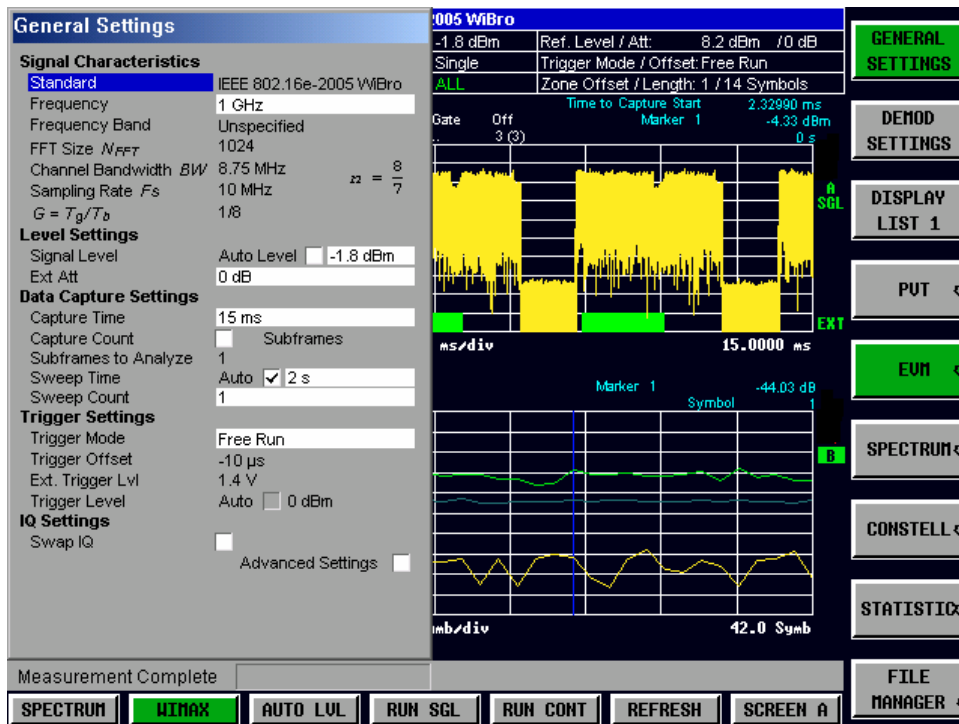 General Settings
Signal Characteristics
Standard IEEE 802.16e-2005 WiBro
Frequency 1 GHz
Frequency Band Unspecified
FFT Size NFFT 1024
Channel Bandwidth BW 8.75 MHz n = 8/7
Sampling Rate Fs 10 MHz
G = Tg/Tb 1/8
Level Settings
Signal Level Auto Level -1.8 dBm
Ext Att 0 dB
Data Capture Settings
Capture Time 15 ms
Capture Count Subframes
Subframes to Analyze 1
Sweep Time Auto 2 s
Sweep Count 1
Trigger Settings
Trigger Mode Free Run
Trigger Offset -10 µs
Ext. Trigger Lvl 1.4 V
Trigger Level Auto 0 dBm
IQ Settings
Swap IQ
Advanced Settings
Measurement Complete
2005 WiBro
-1.8 dBm Ref. Level / Att: 8.2 dBm / 0 dB
Single Trigger Mode / Offset: Free Run
ALL Zone Offset / Length: 1 / 14 Symbols
Time to Capture Start 2.32990 ms
Gate Off Marker 1 -4.33 dBm
.. 3 (3) 0 s
A
SGL
EXT
ms/div 15.0000 ms
Marker 1 -44.03 dB
Symbol 1
B
mb/div 42.0 Symb
GENERAL
SETTINGS
DEMOD
SETTINGS
DISPLAY
LIST 1
PVT
EVM
SPECTRUM
CONSTELL
STATISTIC
FILE
MANAGER
SPECTRUM WIMAX AUTO LVL RUN SGL RUN CONT REFRESH SCREEN A